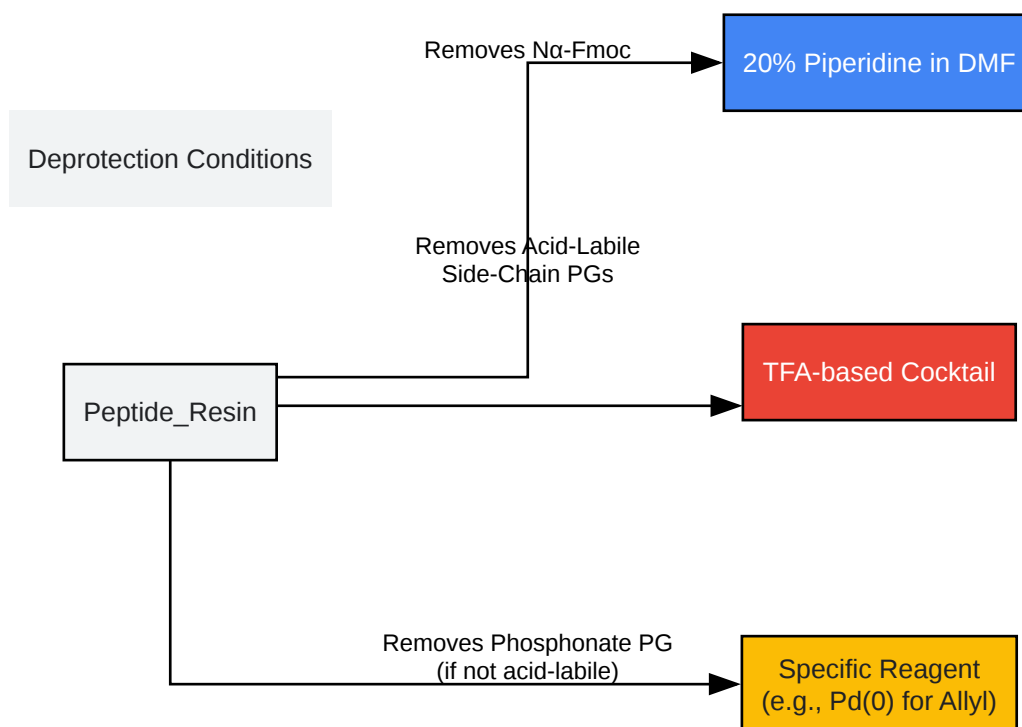 Removes Nα-Fmoc
20% Piperidine in DMF
Deprotection Conditions
Removes Acid-Labile
Side-Chain PGs
TFA-based Cocktail
Peptide_Resin
Removes Phosphonate PG
(if not acid-labile)
Specific Reagent
(e.g., Pd(0) for Allyl)